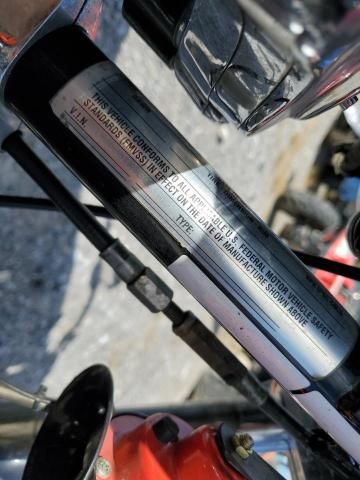 THIS VEHICLE CONFORMS TO ALL APPLICABLE U.S. FEDERAL MOTOR VEHICLE SAFETY
STANDARDS (FMVSS) IN EFFECT ON THE DATE OF MANUFACTURE SHOWN ABOVE
V.I.N. TYPE: